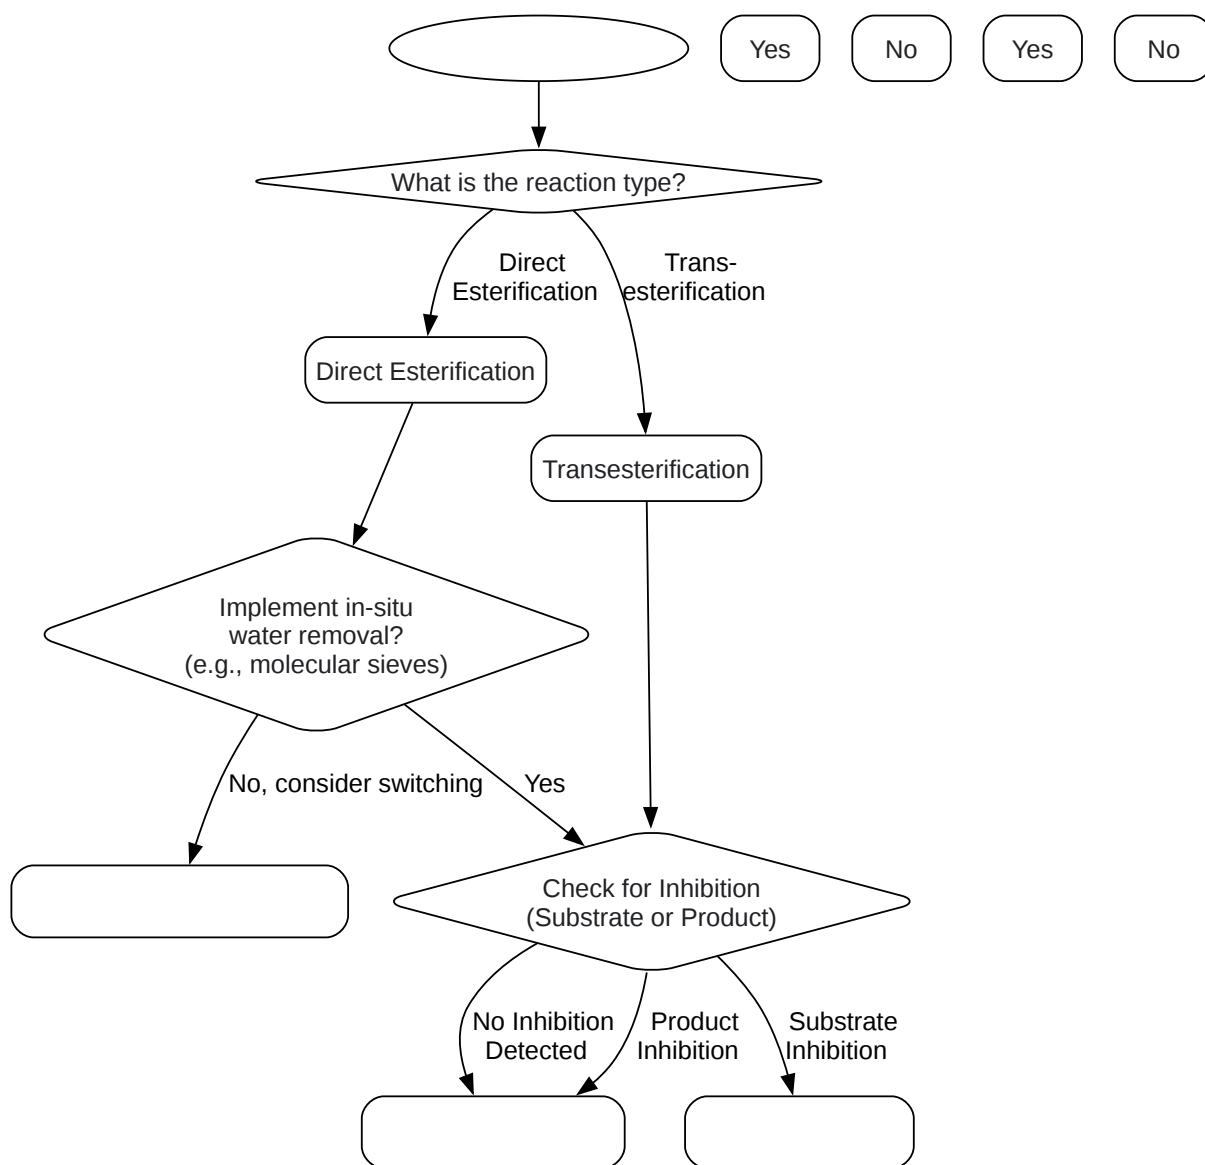 Yes
No
Yes
No
What is the reaction type?
Direct
Esterification
Trans-
esterification
Direct Esterification
Transesterification
Implement in-situ
water removal?
(e.g., molecular sieves)
No, consider switching
Yes
Check for Inhibition
(Substrate or Product)
No Inhibition
Detected
Product
Inhibition
Substrate
Inhibition